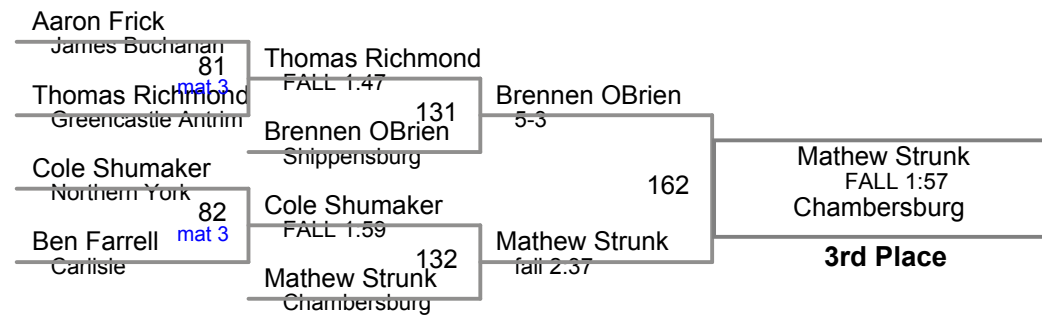 Aaron Frick
James Buchanan
81
mat 3
Thomas Richmond
Greencastle Antrim
Cole Shumaker
Northern York
82
mat 3
Ben Farrell
Carlisle
Thomas Richmond
FALL 1:47
131
Brennen OBrien
Shippensburg
Cole Shumaker
FALL 1:59
132
Mathew Strunk
Chambersburg
Brennen OBrien
5-3
162
Mathew Strunk
fall 2:37
Mathew Strunk
FALL 1:57
Chambersburg
3rd Place